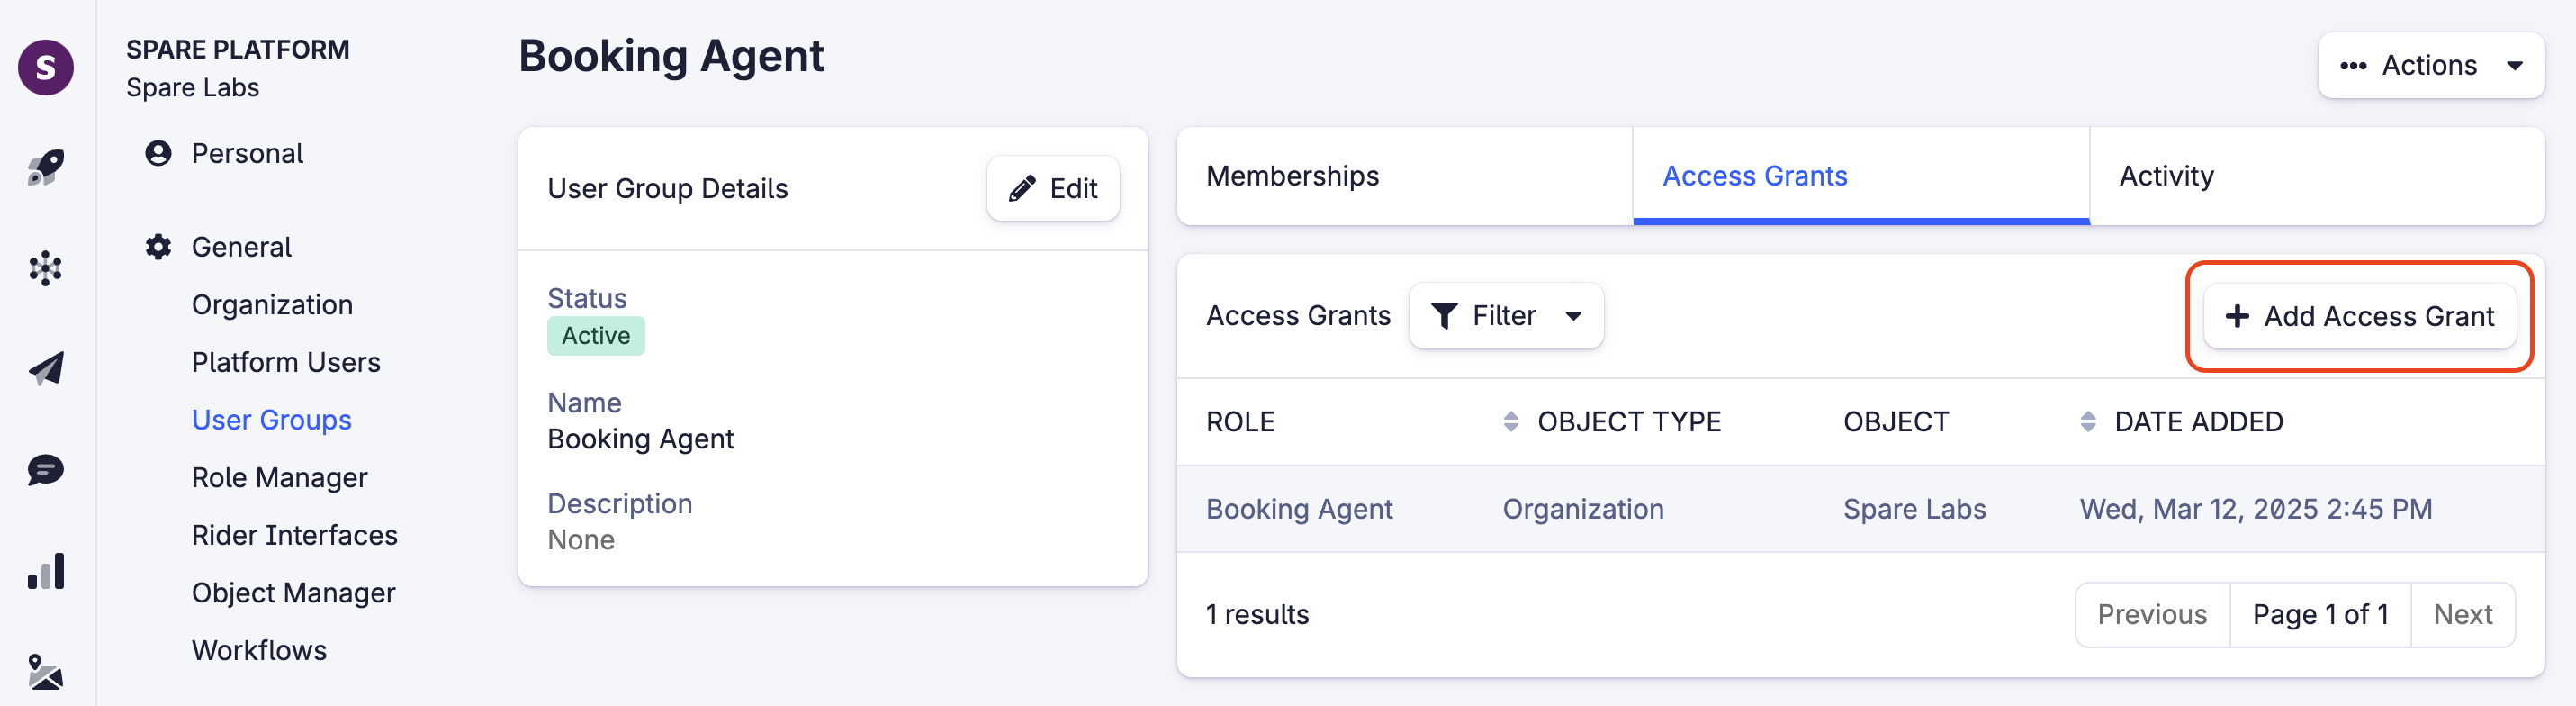 S
SPARE PLATFORM
Spare Labs
Personal
General
Organization
Platform Users
User Groups
Role Manager
Rider Interfaces
Object Manager
Workflows
Booking Agent
Actions
User Group Details
Edit
Status
Active
Name
Booking Agent
Description
None
Memberships
Access Grants
Activity
Access Grants
Filter
Add Access Grant
ROLE OBJECT TYPE OBJECT DATE ADDED
Booking Agent Organization Spare Labs Wed, Mar 12, 2025 2:45 PM
1 results
Previous Page 1 of 1 Next